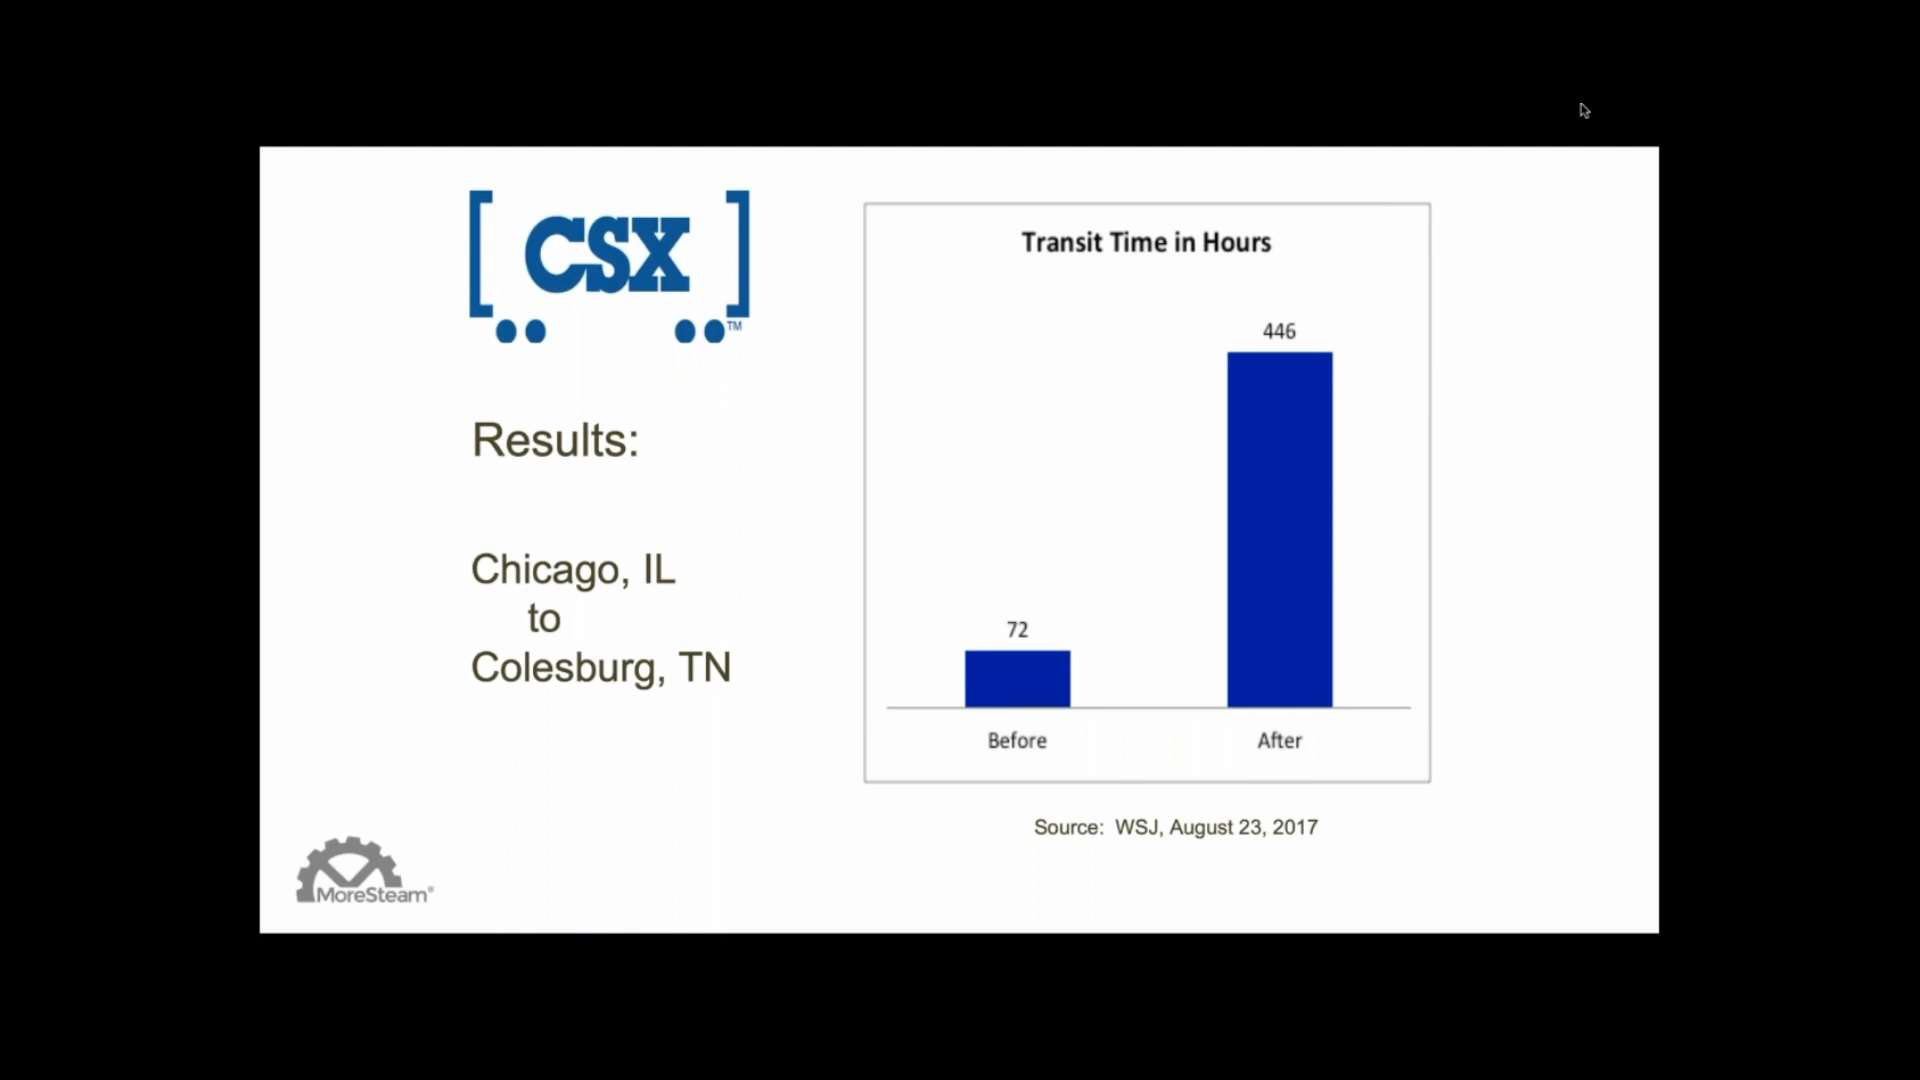 [CSX]
TM
Results:
Chicago, IL
to
Colesburg, TN
Transit Time in Hours
446
72
Before
After
Source: WSJ, August 23, 2017
MoreSteam®